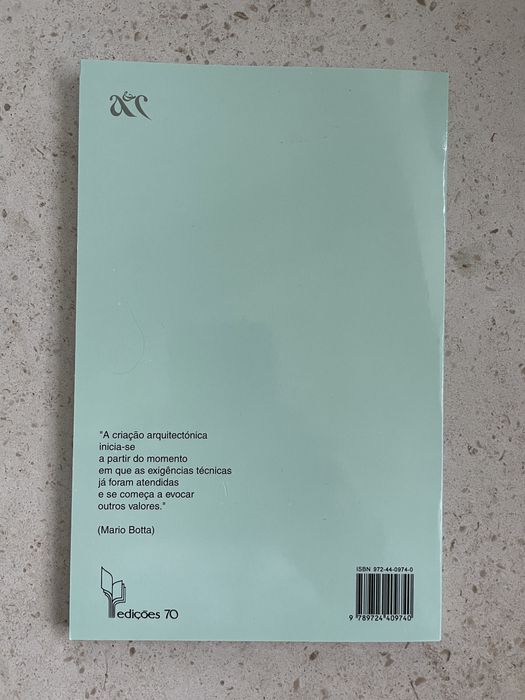 a&c
"A criação arquitectónica
inicia-se
a partir do momento
em que as exigências técnicas
já foram atendidas
e se começa a evocar
outros valores."
(Mario Botta)
edições 70
ISBN 972-44-0974-0
9 789724 409740